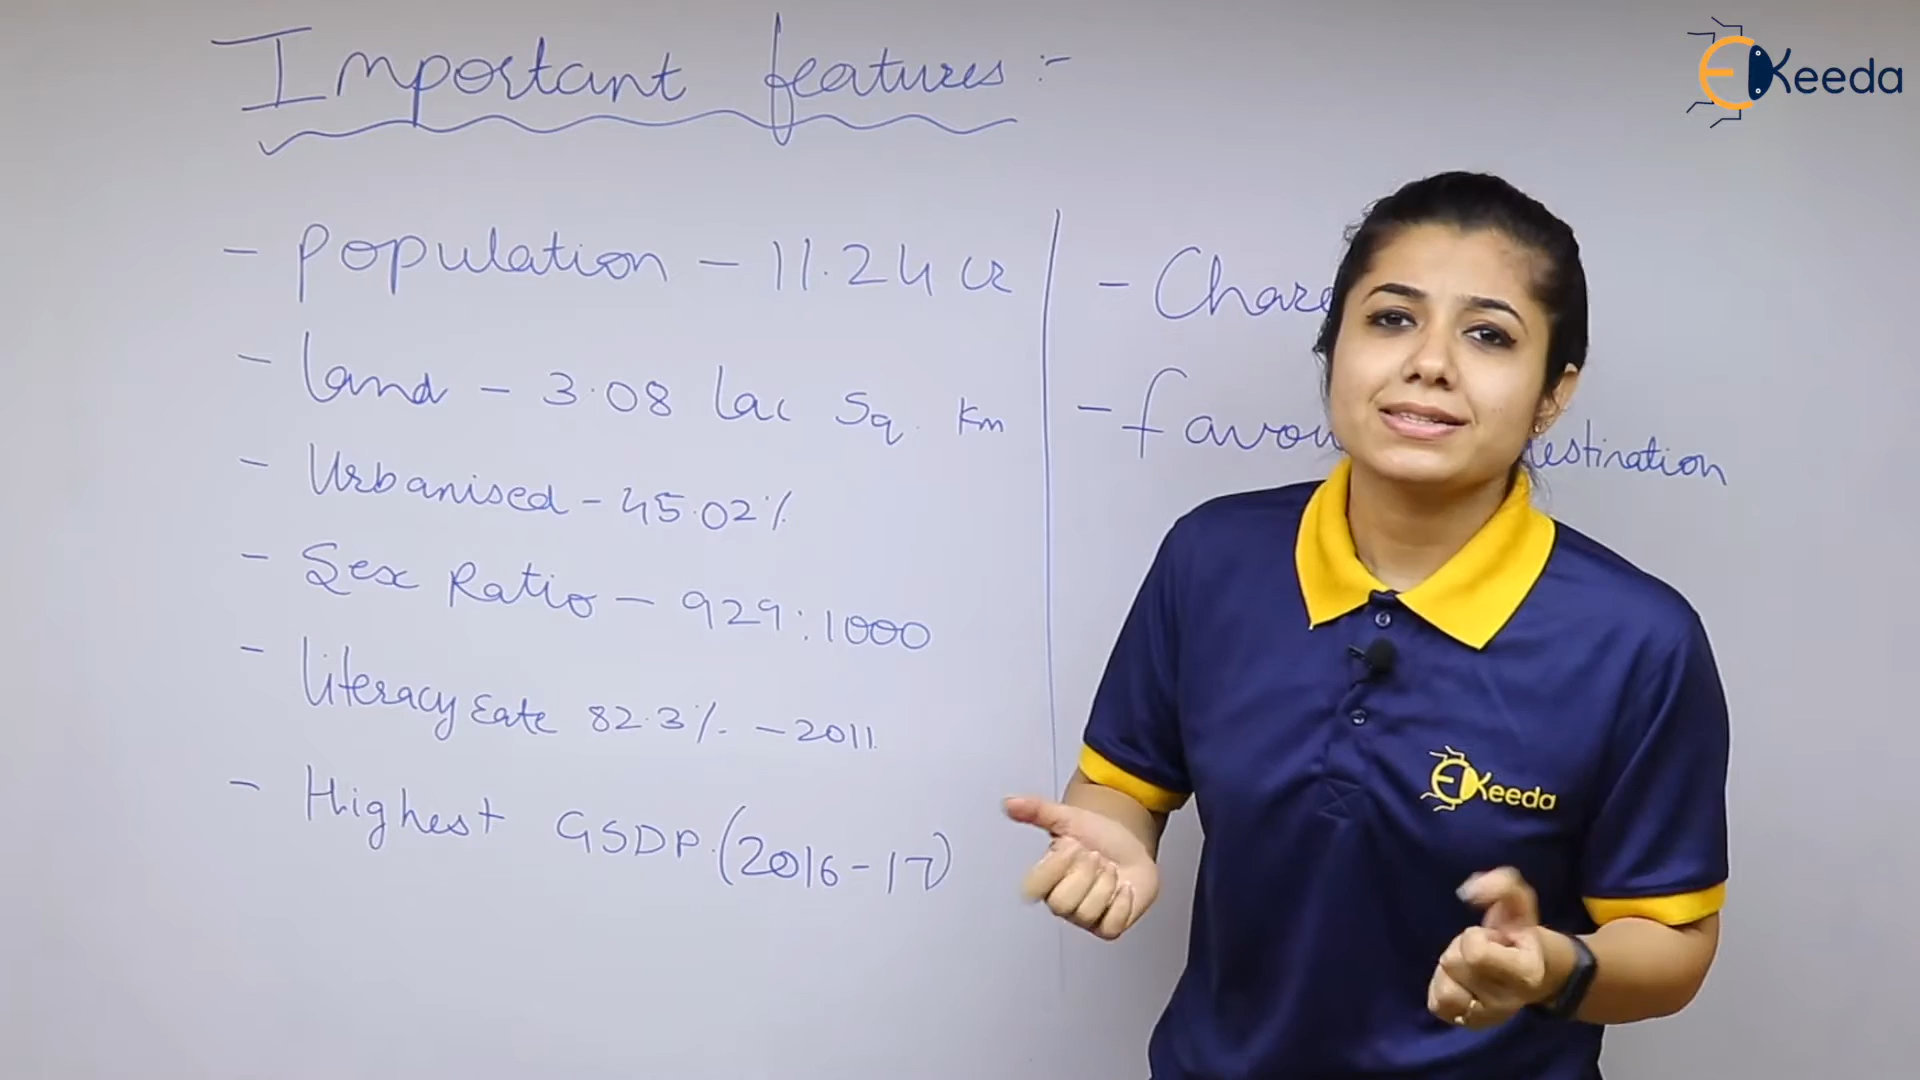 Important features :-
- Population - 11.24 cr
- Land - 3.08 lac Sq. Km
- Urbanised - 45.02%
- Sex Ratio - 929:1000
- Literacy Rate 82.3% - 2011
- Highest GSDP (2016-17)
- Charac
- favou estination
EKeeda
EKeeda